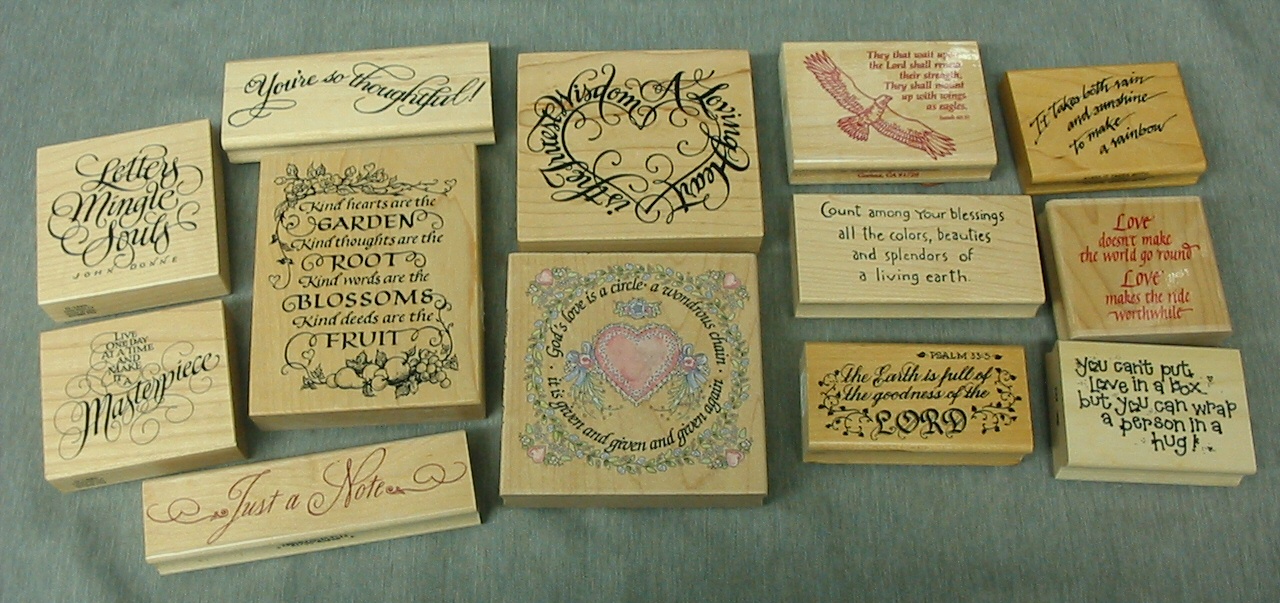 You're so thoughtful!
Letters
Mingle
Souls
JOHN DONNE
Kind hearts are the
GARDEN
Kind thoughts are the
ROOT
Kind words are the
BLOSSOMS
Kind deeds are the
FRUIT
LIVE
ONE DAY
AT A TIME
AND
MAKE
IT A
Masterpiece
Just a Note
A Loving Heart is the Truest Wisdom
God's love is a circle · a wondrous chain ·
it is given and given and given again ·
They that wait upon
the Lord shall renew
their strength,
They shall mount
up with wings
as eagles.
Isaiah 40:31
It takes both rain
and sunshine
to make
a rainbow
Count among your blessings
all the colors, beauties
and splendors of
a living earth.
Love
doesn't make
the world go 'round
Love
makes the ride
worthwhile
PSALM 33:5
the Earth is full of
the goodness of the
LORD
you can't put
love in a box
but you can wrap
a person in a
hug!